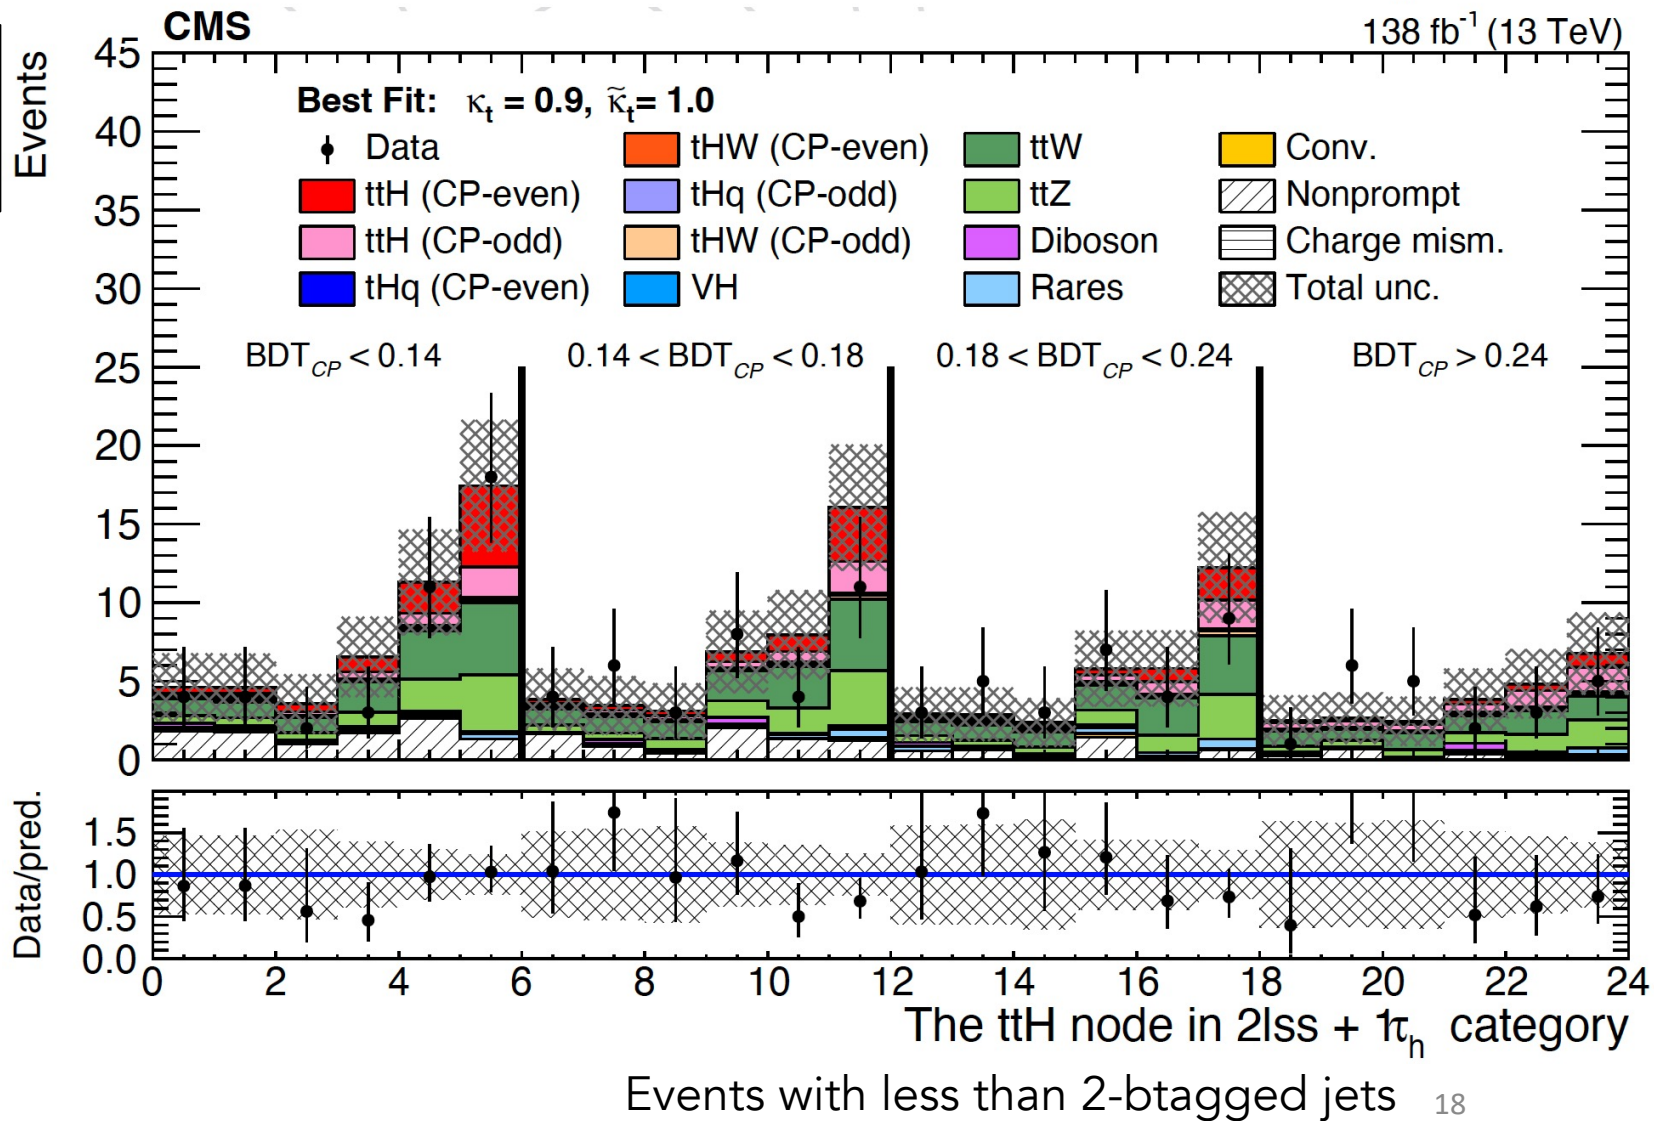 CMS
138 fb-1 (13 TeV)
Events
45
40
35
30
25
20
15
10
5
0
Best Fit: κt = 0.9, κ̃t= 1.0
Data
ttH (CP-even)
ttH (CP-odd)
tHq (CP-even)
tHW (CP-even)
tHq (CP-odd)
tHW (CP-odd)
VH
ttW
ttZ
Diboson
Rares
Conv.
Nonprompt
Charge mism.
Total unc.
BDTCP < 0.14
0.14 < BDTCP < 0.18
0.18 < BDTCP < 0.24
BDTCP > 0.24
Data/pred.
1.5
1.0
0.5
0.0
0 2 4 6 8 10 12 14 16 18 20 22 24
The ttH node in 2lss + 1τh category
Events with less than 2-btagged jets
18